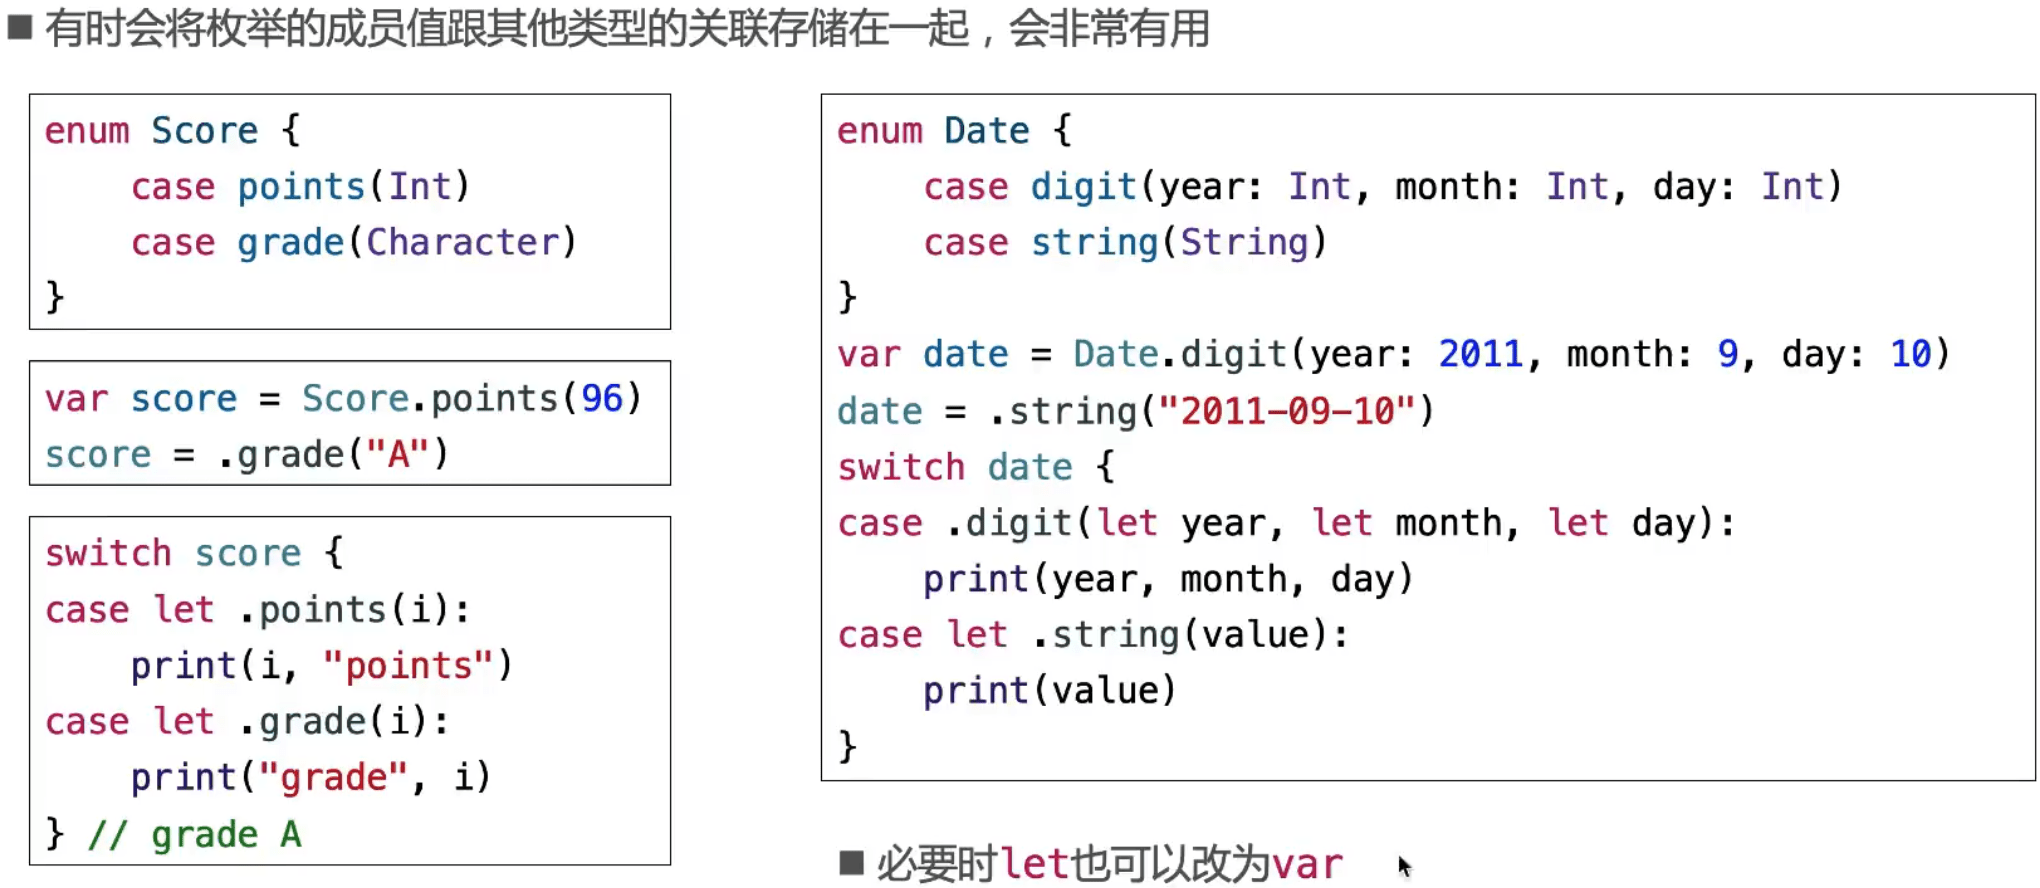 ■ 有时会将枚举的成员值跟其他类型的关联存储在一起，会非常有用
enum Score {
    case points(Int)
    case grade(Character)
}
var score = Score.points(96)
score = .grade("A")
switch score {
case let .points(i):
    print(i, "points")
case let .grade(i):
    print("grade", i)
} // grade A
enum Date {
    case digit(year: Int, month: Int, day: Int)
    case string(String)
}
var date = Date.digit(year: 2011, month: 9, day: 10)
date = .string("2011-09-10")
switch date {
case .digit(let year, let month, let day):
    print(year, month, day)
case let .string(value):
    print(value)
}
■ 必要时let也可以改为var